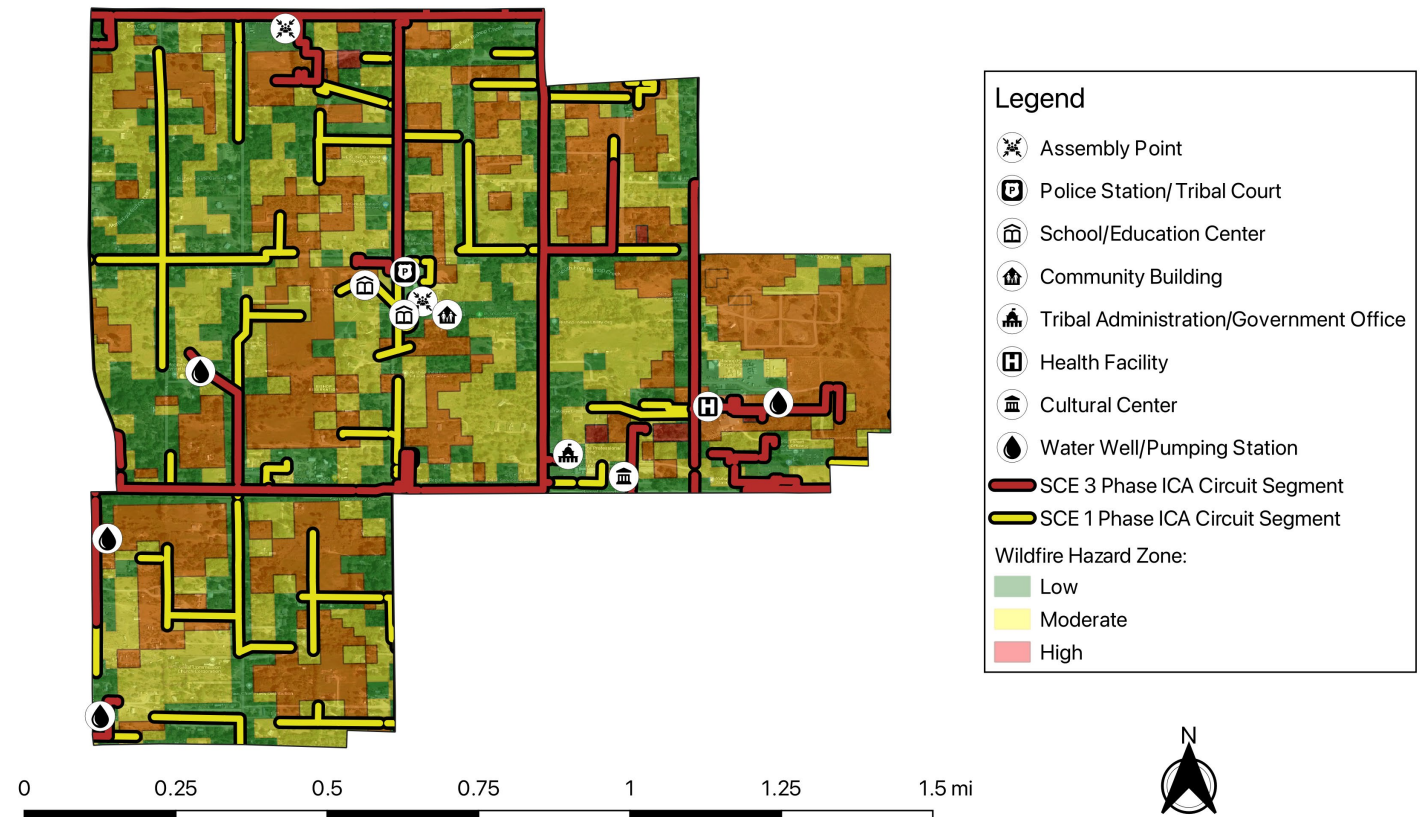 Legend
Assembly Point
P
Police Station/ Tribal Court
School/Education Center
Community Building
Tribal Administration/Government Office
H
Health Facility
Cultural Center
Water Well/Pumping Station
SCE 3 Phase ICA Circuit Segment
SCE 1 Phase ICA Circuit Segment
Wildfire Hazard Zone:
Low
Moderate
High
P
H
N
0 0.25 0.5 0.75 1 1.25 1.5 mi